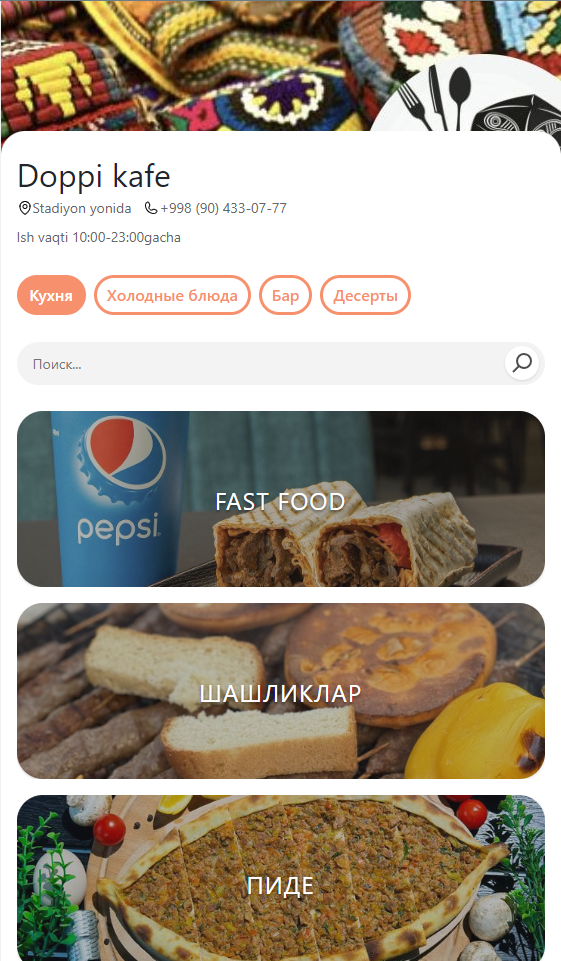 Doppi kafe
Stadiyon yonida +998 (90) 433-07-77
Ish vaqti 10:00-23:00gacha
Кухня Холодные блюда Бар Десерты
Поиск...
pepsi
FAST FOOD
ШАШЛИКЛАР
ПИДЕ